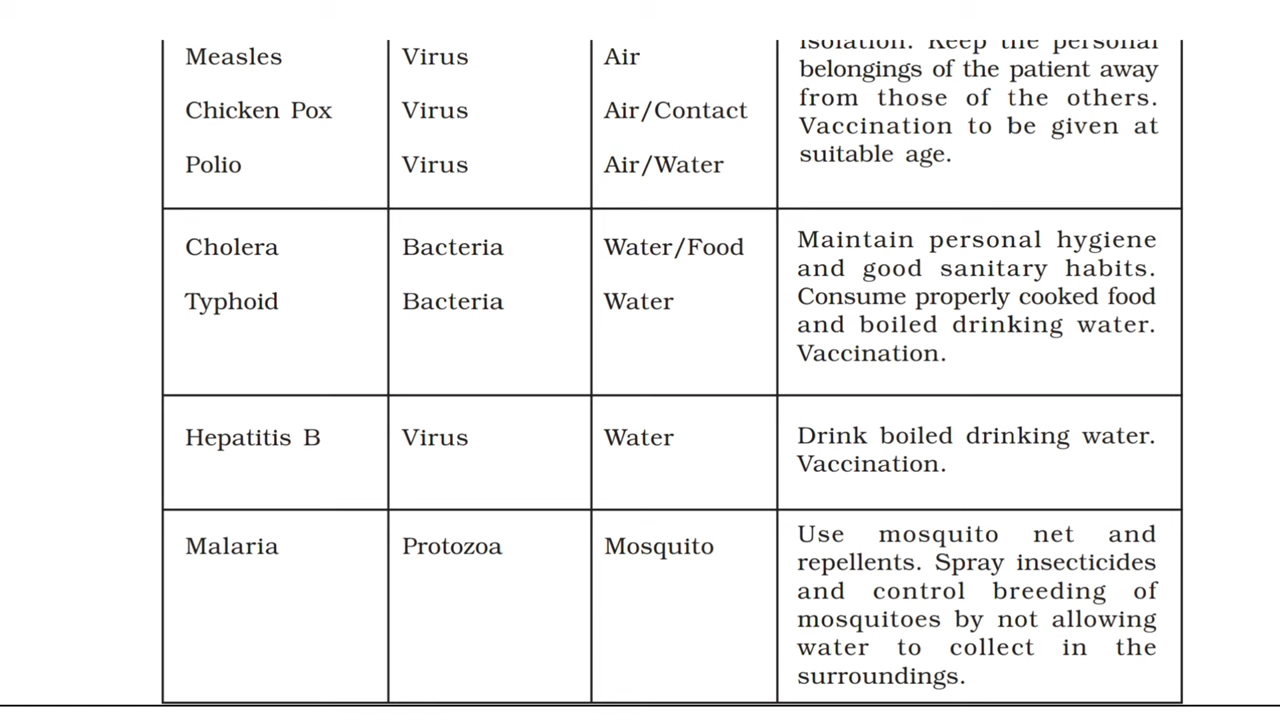 Isolation. Keep the personal
Measles Virus Air
belongings of the patient away
from those of the others.
Chicken Pox Virus Air/Contact
Vaccination to be given at
suitable age.
Polio Virus Air/Water
Cholera Bacteria Water/Food
Maintain personal hygiene
and good sanitary habits.
Typhoid Bacteria Water
Consume properly cooked food
and boiled drinking water.
Vaccination.
Hepatitis B Virus Water
Drink boiled drinking water.
Vaccination.
Malaria Protozoa Mosquito
Use mosquito net and
repellents. Spray insecticides
and control breeding of
mosquitoes by not allowing
water to collect in the
surroundings.